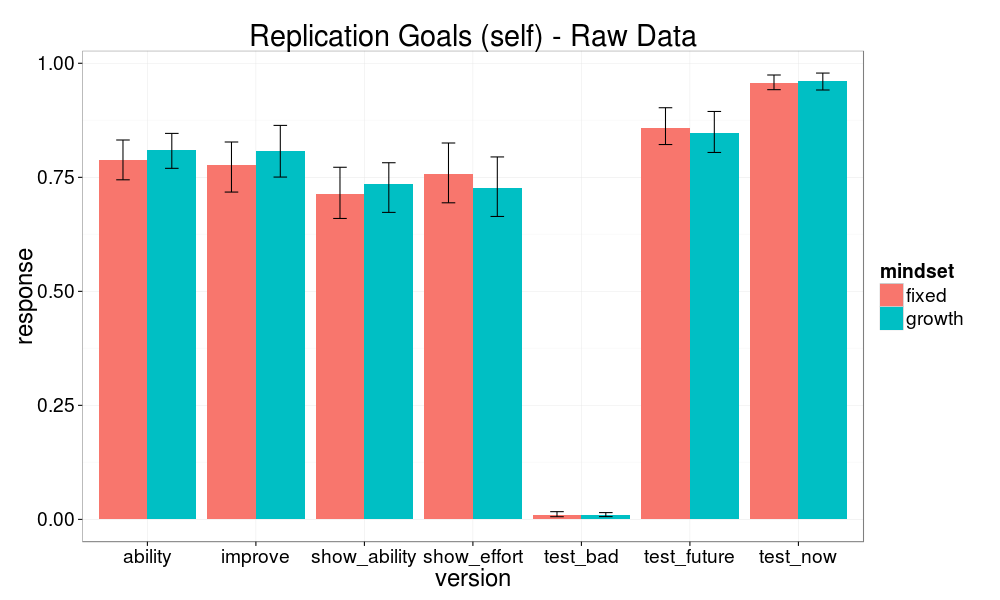 Replication Goals (self) - Raw Data
1.00
0.75
0.50
0.25
0.00
response
ability improve show_ability show_effort test_bad test_future test_now
version
mindset
fixed
growth